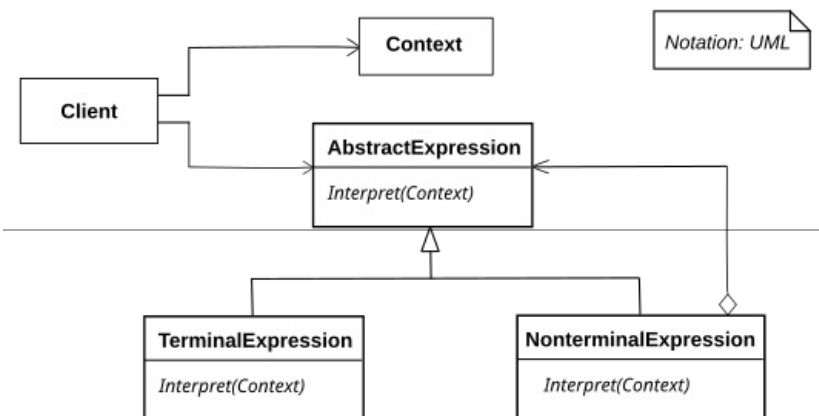 Context
Notation: UML
Client
AbstractExpression
Interpret(Context)
TerminalExpression
Interpret(Context)
NonterminalExpression
Interpret(Context)